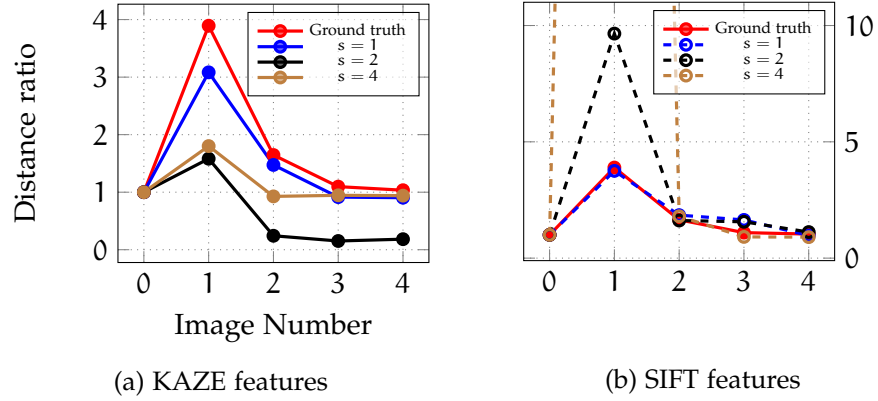 Distance ratio
4
3
2
1
0
0 1 2 3 4
Image Number
Ground truth
s = 1
s = 2
s = 4
(a) KAZE features
10
5
0
0 1 2 3 4
Ground truth
s = 1
s = 2
s = 4
(b) SIFT features